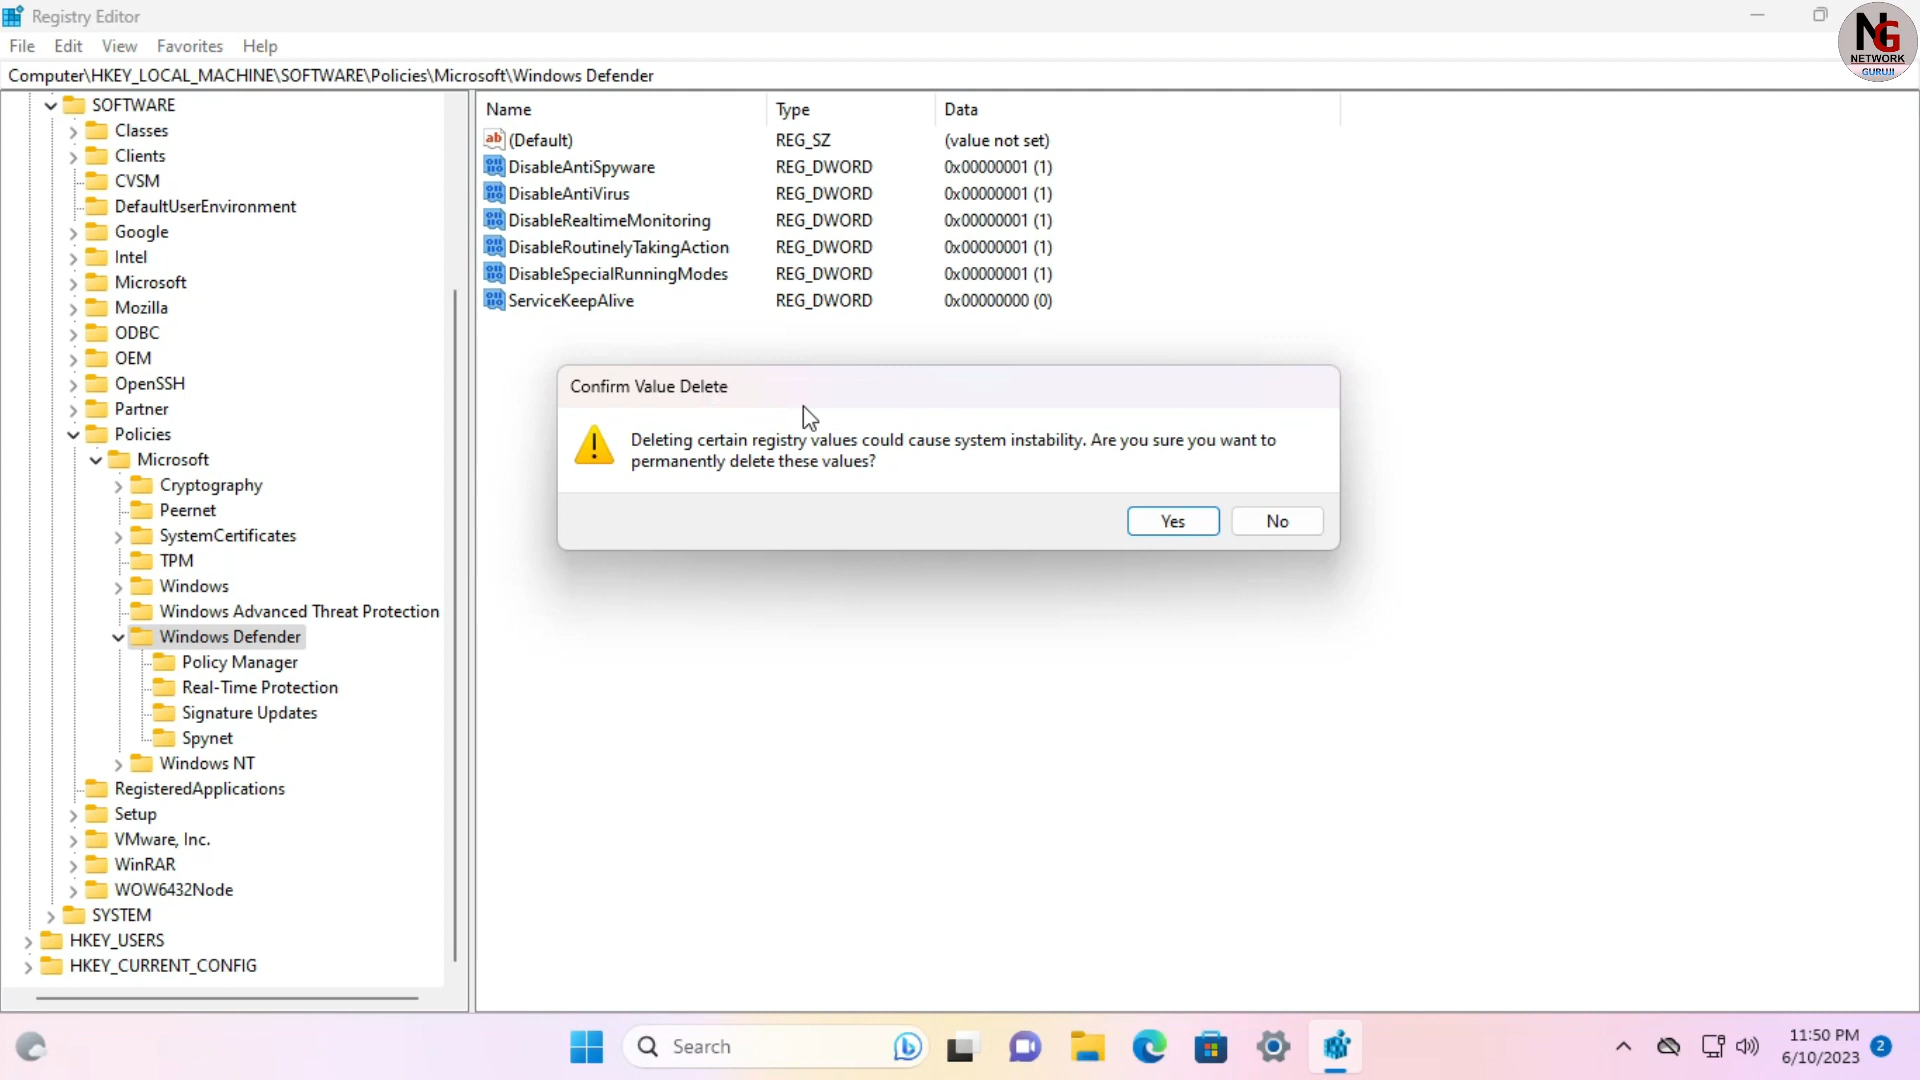 Registry Editor
File Edit View Favorites Help
Computer\HKEY_LOCAL_MACHINE\SOFTWARE\Policies\Microsoft\Windows Defender
NG
NETWORK
GURUJI
SOFTWARE
Classes
Clients
CVSM
DefaultUserEnvironment
Google
Intel
Microsoft
Mozilla
ODBC
OEM
OpenSSH
Partner
Policies
Microsoft
Cryptography
Peernet
SystemCertificates
TPM
Windows
Windows Advanced Threat Protection
Windows Defender
Policy Manager
Real-Time Protection
Signature Updates
Spynet
Windows NT
RegisteredApplications
Setup
VMware, Inc.
WinRAR
WOW6432Node
SYSTEM
HKEY_USERS
HKEY_CURRENT_CONFIG
Name Type Data
ab (Default) REG_SZ (value not set)
DisableAntiSpyware REG_DWORD 0x00000001 (1)
DisableAntiVirus REG_DWORD 0x00000001 (1)
DisableRealtimeMonitoring REG_DWORD 0x00000001 (1)
DisableRoutinelyTakingAction REG_DWORD 0x00000001 (1)
DisableSpecialRunningModes REG_DWORD 0x00000001 (1)
ServiceKeepAlive REG_DWORD 0x00000000 (0)
Confirm Value Delete
Deleting certain registry values could cause system instability. Are you sure you want to
permanently delete these values?
Yes No
Search
11:50 PM
6/10/2023
2